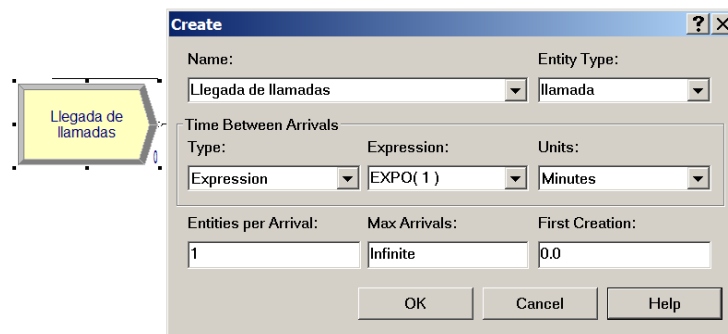 Create
Name:
Entity Type:
Llegada de llamadas
llamada
Llegada de
llamadas
0
Time Between Arrivals
Type:
Expression:
Units:
Expression
EXPO( 1 )
Minutes
Entities per Arrival:
Max Arrivals:
First Creation:
1
Infinite
0.0
OK
Cancel
Help